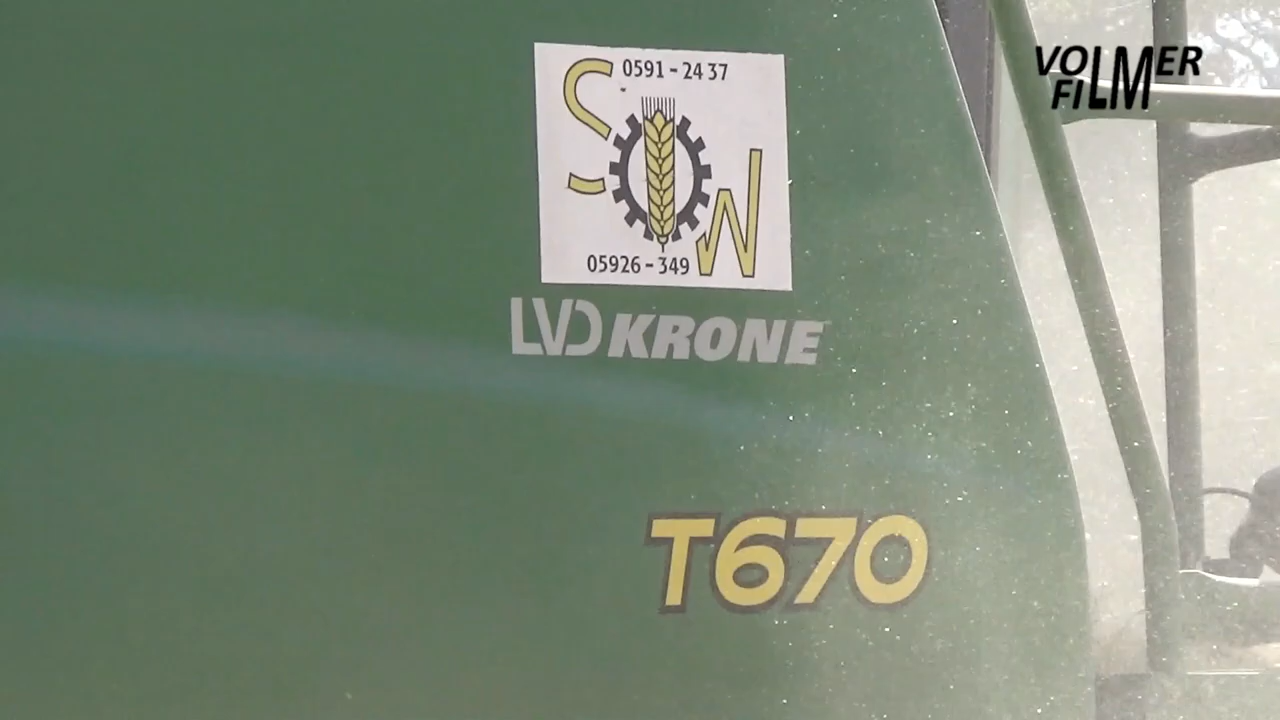 VOLMER
FILM
S 0591 - 24 37
W
05926 - 349
LVD KRONE
T670